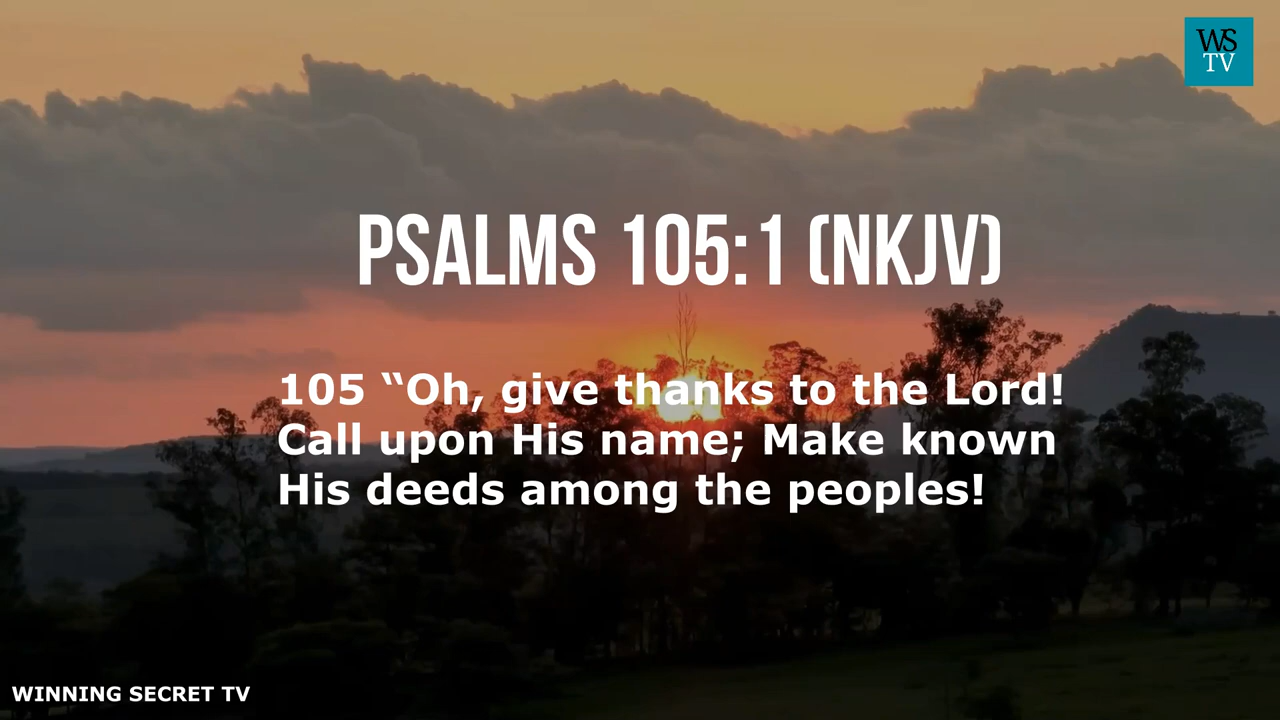 WS
TV
PSALMS 105:1 (NKJV)
105 “Oh, give thanks to the Lord!
Call upon His name; Make known
His deeds among the peoples!
WINNING SECRET TV